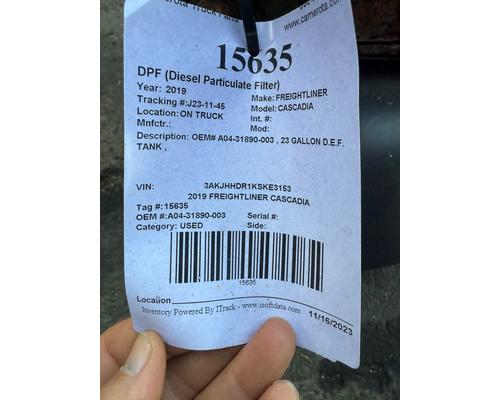 Camerota Truck Parts
www.camerota.
15635
DPF (Diesel Particulate Filter)
Year: 2019
Make: FREIGHTLINER
Tracking #:J23-11-45
Model: CASCADIA
Location: ON TRUCK
Int. #:
Mnfctr.:
Mod:
Description: OEM# A04-31890-003 , 23 GALLON D.E.F.
TANK ,
VIN: 3AKJHHDR1KSKE3153
2019 FREIGHTLINER CASCADIA
Tag #:15635
OEM #:A04-31890-003 Serial #:
Category: USED Side:
15635
Location
Inventory Powered By ITrack - www.isoftdata.com 11/16/2023